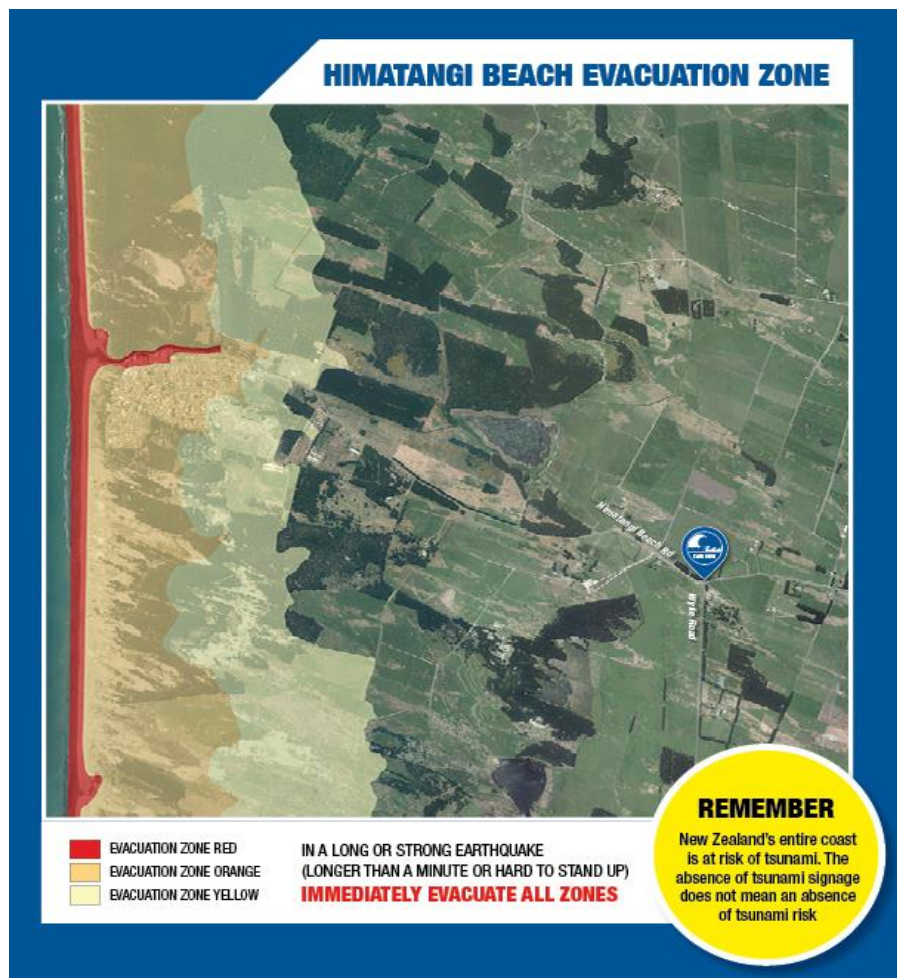 HIMATANGI BEACH EVACUATION ZONE
Himatangi Beach Rd
Wylie Road
EVACUATION ZONE RED
EVACUATION ZONE ORANGE
EVACUATION ZONE YELLOW
IN A LONG OR STRONG EARTHQUAKE
(LONGER THAN A MINUTE OR HARD TO STAND UP)
IMMEDIATELY EVACUATE ALL ZONES
REMEMBER
New Zealand's entire coast
is at risk of tsunami. The
absence of tsunami signage
does not mean an absence
of tsunami risk